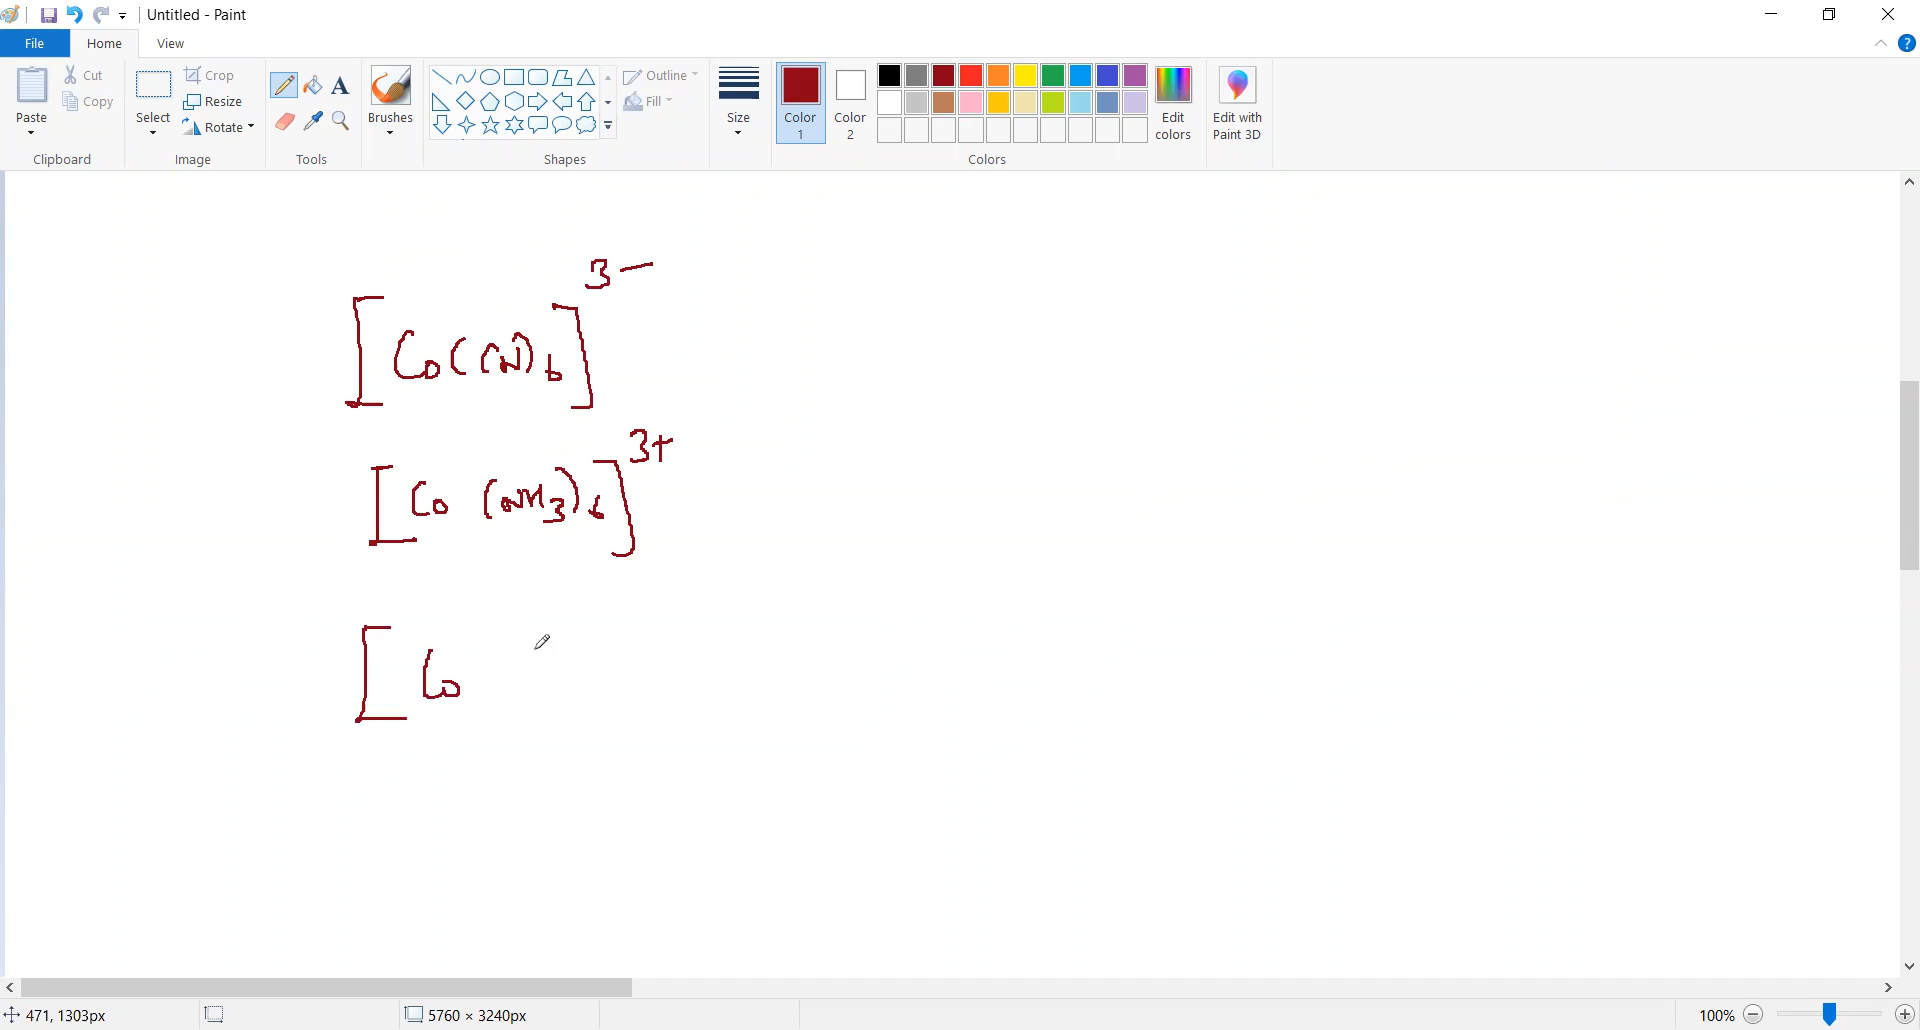 Untitled - Paint
File Home View
Paste Cut Copy Select Crop Resize Rotate Brushes Outline Fill Size Color 1 Color 2 Edit colors Edit with Paint 3D
Clipboard Image Tools Shapes Colors
[Co(CN)6]3−
[Co (NH3)6]3+
[ Co
471, 1303px 5760 × 3240px 100%